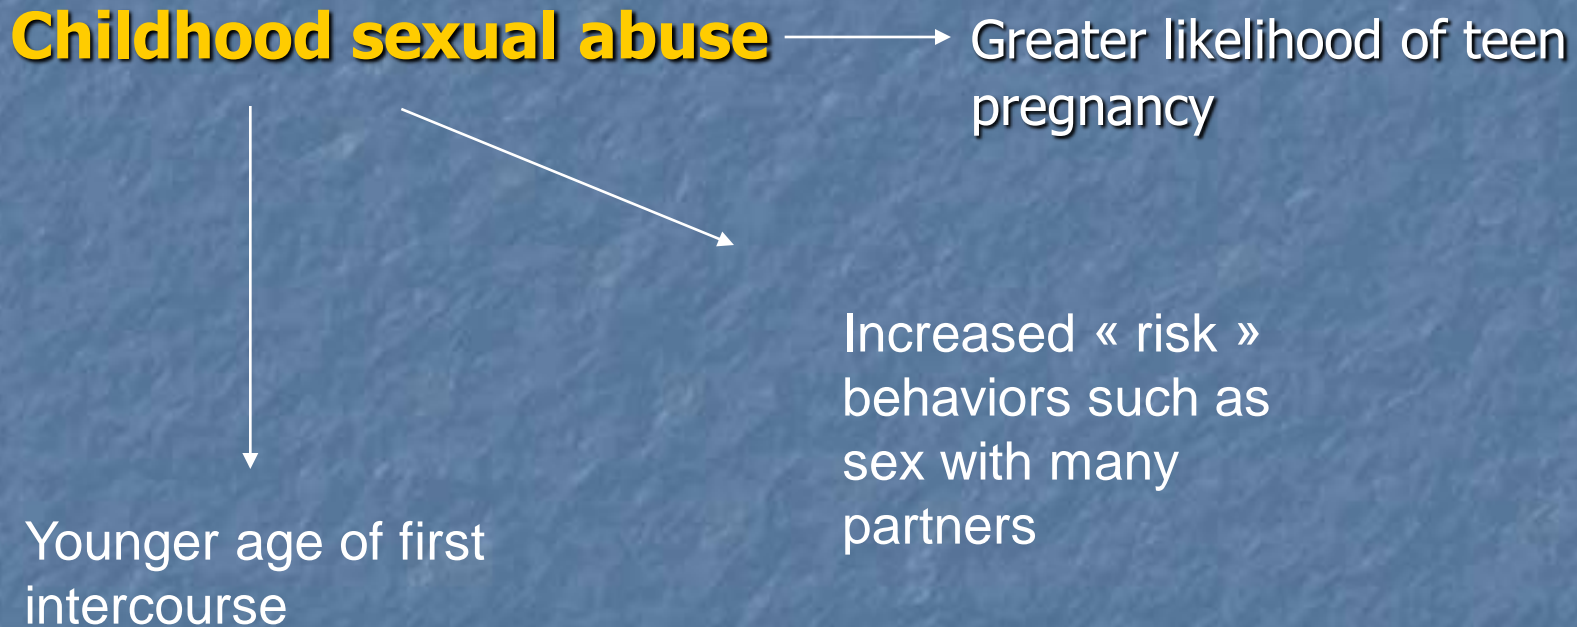 Childhood sexual abuse
Greater likelihood of teen
pregnancy
Increased « risk »
behaviors such as
sex with many
partners
Younger age of first
intercourse